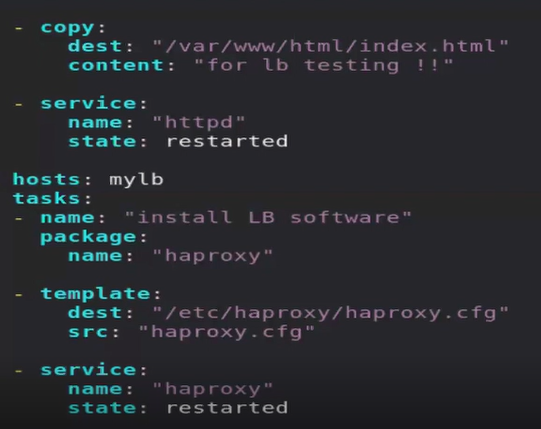 - copy:
    dest: "/var/www/html/index.html"
    content: "for lb testing !!"
- service:
    name: "httpd"
    state: restarted
hosts: mylb
tasks:
- name: "install LB software"
  package:
    name: "haproxy"
- template:
    dest: "/etc/haproxy/haproxy.cfg"
    src: "haproxy.cfg"
- service:
    name: "haproxy"
    state: restarted